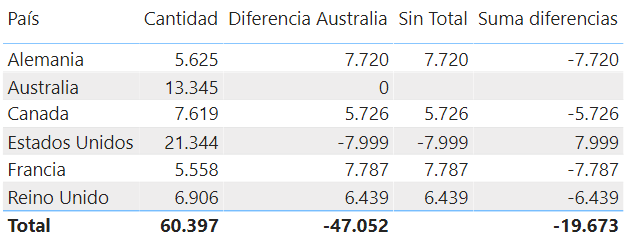 País Cantidad Diferencia Australia Sin Total Suma diferencias
Alemania 5.625 7.720 7.720 -7.720
Australia 13.345 0
Canada 7.619 5.726 5.726 -5.726
Estados Unidos 21.344 -7.999 -7.999 7.999
Francia 5.558 7.787 7.787 -7.787
Reino Unido 6.906 6.439 6.439 -6.439
Total 60.397 -47.052 -19.673